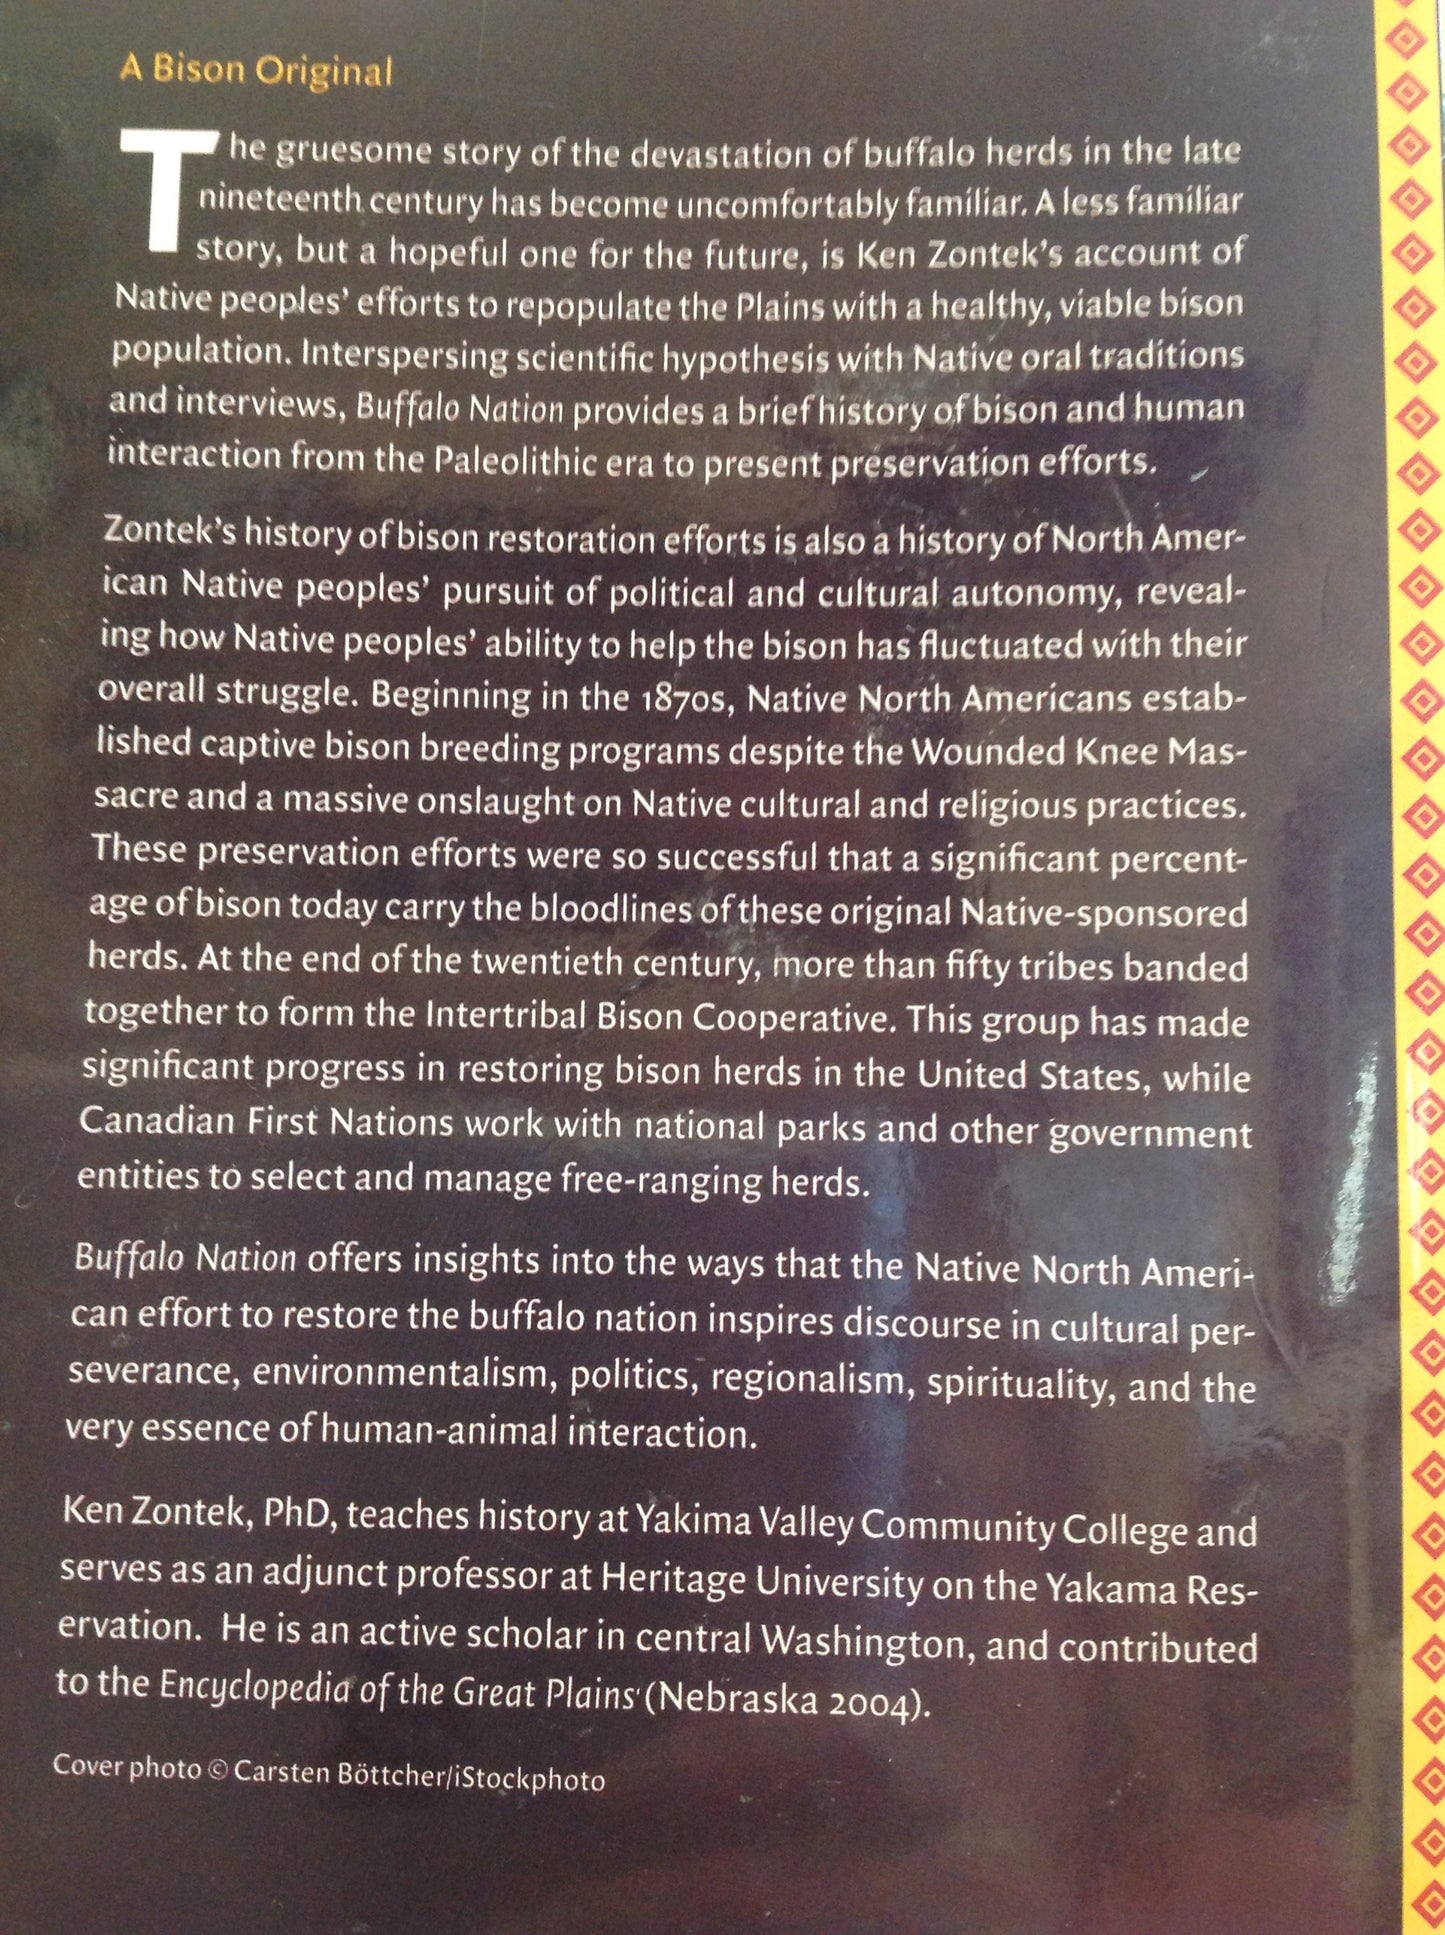 A Bison Original
The gruesome story of the devastation of buffalo herds in the late
nineteenth century has become uncomfortably familiar. A less familiar
story, but a hopeful one for the future, is Ken Zontek's account of
Native peoples' efforts to repopulate the Plains with a healthy, viable bison
population. Interspersing scientific hypothesis with Native oral traditions
and interviews, Buffalo Nation provides a brief history of bison and human
interaction from the Paleolithic era to present preservation efforts.
Zontek's history of bison restoration efforts is also a history of North Amer-
ican Native peoples' pursuit of political and cultural autonomy, reveal-
ing how Native peoples' ability to help the bison has fluctuated with their
overall struggle. Beginning in the 1870s, Native North Americans estab-
lished captive bison breeding programs despite the Wounded Knee Mas-
sacre and a massive onslaught on Native cultural and religious practices.
These preservation efforts were so successful that a significant percent-
age of bison today carry the bloodlines of these original Native-sponsored
herds. At the end of the twentieth century, more than fifty tribes banded
together to form the Intertribal Bison Cooperative. This group has made
significant progress in restoring bison herds in the United States, while
Canadian First Nations work with national parks and other government
entities to select and manage free-ranging herds.
Buffalo Nation offers insights into the ways that the Native North Ameri-
can effort to restore the buffalo nation inspires discourse in cultural per-
severance, environmentalism, politics, regionalism, spirituality, and the
very essence of human-animal interaction.
Ken Zontek, PhD, teaches history at Yakima Valley Community College and
serves as an adjunct professor at Heritage University on the Yakama Res-
ervation. He is an active scholar in central Washington, and contributed
to the Encyclopedia of the Great Plains (Nebraska 2004).
Cover photo © Carsten Böttcher/iStockphoto